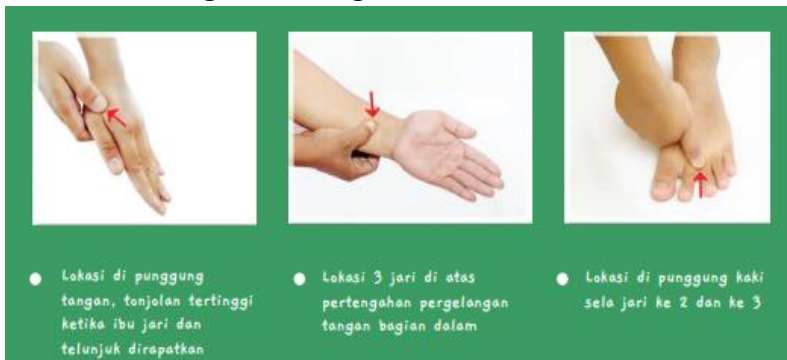 Lokasi di punggung
tangan, tonjolan tertinggi
ketika ibu jari dan
telunjuk dirapatkan
Lokasi 3 jari di atas
pertengahan pergelangan
tangan bagian dalam
Lokasi di punggung kaki
sela jari ke 2 dan ke 3